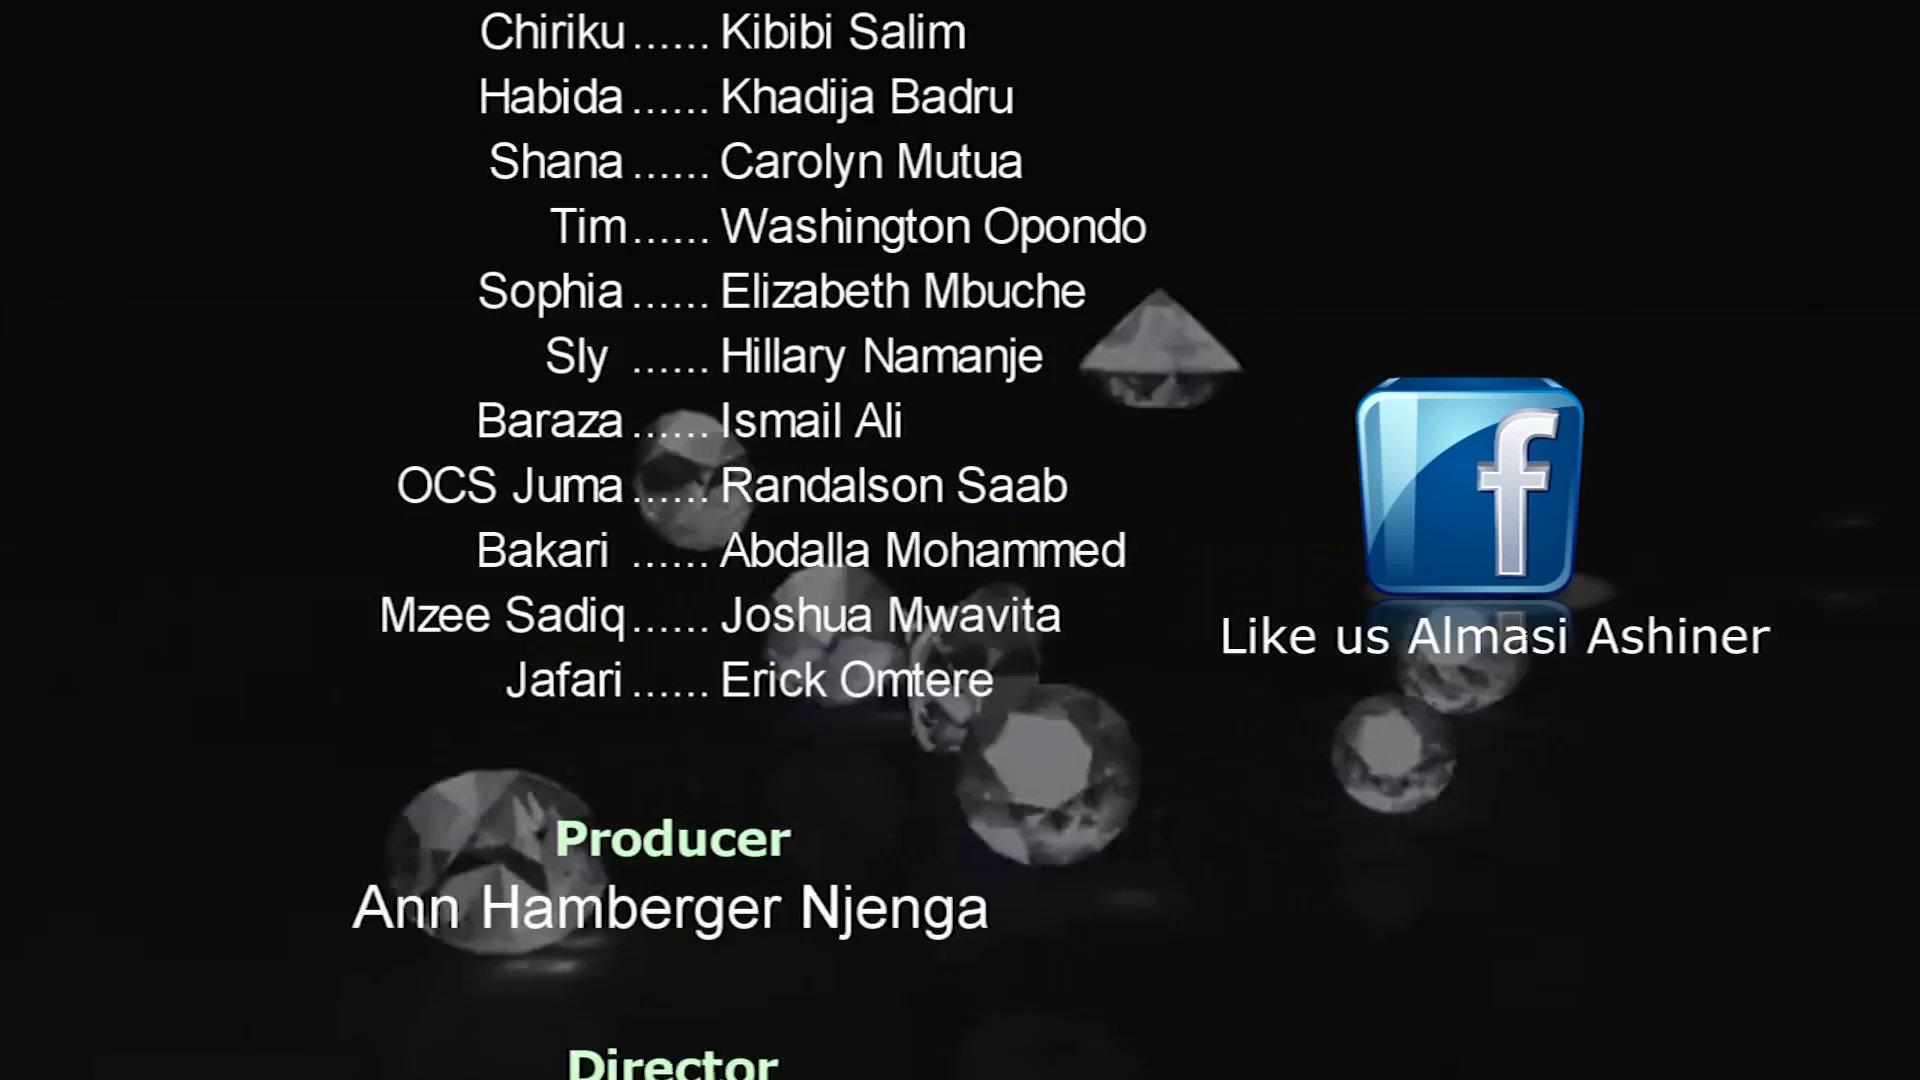 Chiriku...... Kibibi Salim
Habida...... Khadija Badru
Shana...... Carolyn Mutua
Tim...... Washington Opondo
Sophia...... Elizabeth Mbuche
Sly ...... Hillary Namanje
Baraza...... Ismail Ali
OCS Juma...... Randalson Saab
Bakari ...... Abdalla Mohammed
Mzee Sadiq...... Joshua Mwavita
Jafari...... Erick Omtere
f
Like us Almasi Ashiner
Producer
Ann Hamberger Njenga
Director